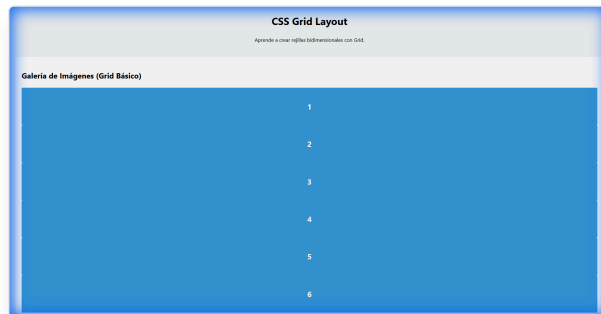 CSS Grid Layout
Aprende a crear rejillas bidimensionales con Grid.
Galería de Imágenes (Grid Básico)
1
2
3
4
5
6